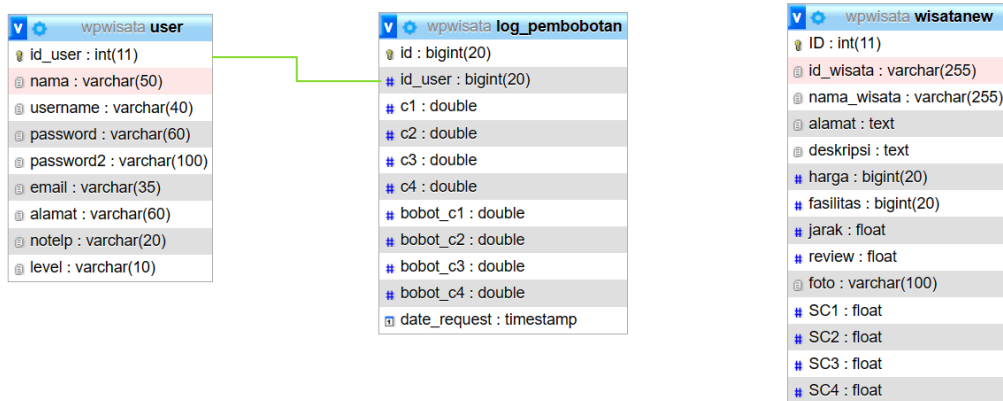 wpwisata user
id_user : int(11)
nama : varchar(50)
username : varchar(40)
password : varchar(60)
password2 : varchar(100)
email : varchar(35)
alamat : varchar(60)
notelp : varchar(20)
level : varchar(10)
wpwisata log_pembobotan
id : bigint(20)
id_user : bigint(20)
c1 : double
c2 : double
c3 : double
c4 : double
bobot_c1 : double
bobot_c2 : double
bobot_c3 : double
bobot_c4 : double
date_request : timestamp
wpwisata wisatanew
ID : int(11)
id_wisata : varchar(255)
nama_wisata : varchar(255)
alamat : text
deskripsi : text
harga : bigint(20)
fasilitas : bigint(20)
jarak : float
review : float
foto : varchar(100)
SC1 : float
SC2 : float
SC3 : float
SC4 : float